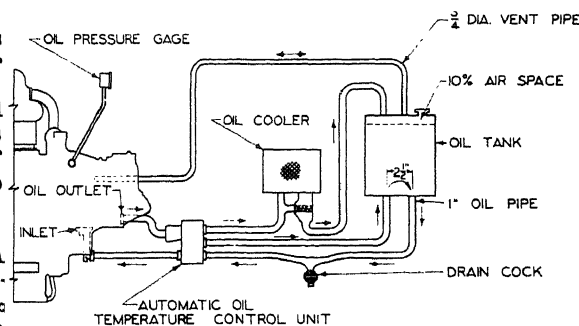 3/4 DIA. VENT PIPE
OIL PRESSURE GAGE
10% AIR SPACE
OIL COOLER
OIL TANK
2 1/2"
OIL OUTLET
1" OIL PIPE
INLET
DRAIN COCK
AUTOMATIC OIL
TEMPERATURE CONTROL UNIT